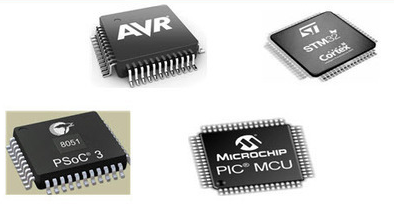 AVR
STM32
Cortex
8051
PSoC® 3
MICROCHIP
PIC® MCU